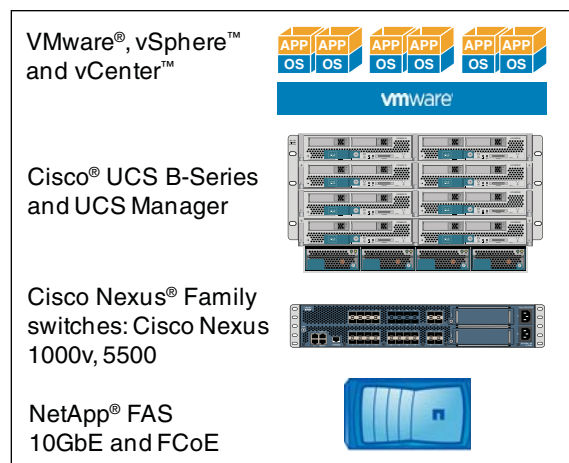 VMware®, vSphere™
and vCenter™
APP APP APP APP APP APP
OS OS OS OS OS OS
vmware
Cisco® UCS B-Series
and UCS Manager
Cisco Nexus® Family
switches: Cisco Nexus
1000v, 5500
NetApp® FAS
10GbE and FCoE